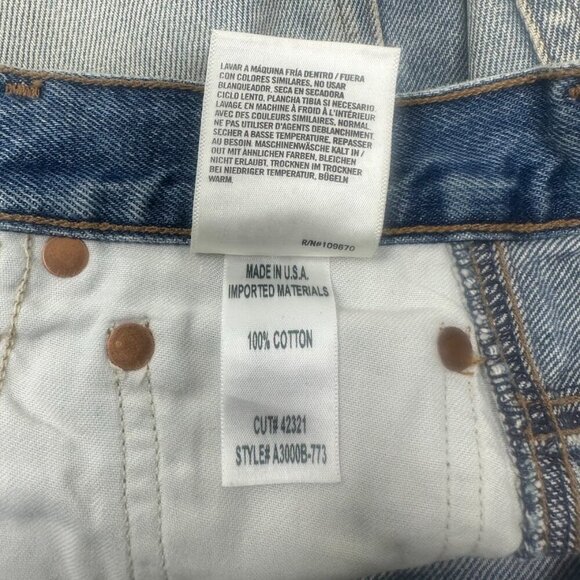 LAVAR A MÁQUINA FRÍA DENTRO / FUERA
CON COLORES SIMILARES, NO USAR
BLANQUEADOR, SECA EN SECADORA
CICLO LENTO, PLANCHA TIBIA SI NECESARIO
LAVAGE EN MACHINE À FROID À L'INTÉRIEUR
AVEC DES COULEURS SIMILAIRES, NORMAL,
NE PAS UTILISER D'AGENTS DEBLANCHIMENT.
SÉCHER A BASSE TEMPERATURE, REPASSER
AU BESOIN. MASCHINENWÄSCHE KALT IN /
OUT MIT ÄHNLICHEN FARBEN, BLEICHEN
NICHT ERLAUBT, TROCKNEN IM TROCKNER
BEI NIEDRIGER TEMPERATUR, BÜGELN
WARM.
R/N#109670
MADE IN U.S.A.
IMPORTED MATERIALS
100% COTTON
CUT# 42321
STYLE# A3000B-773